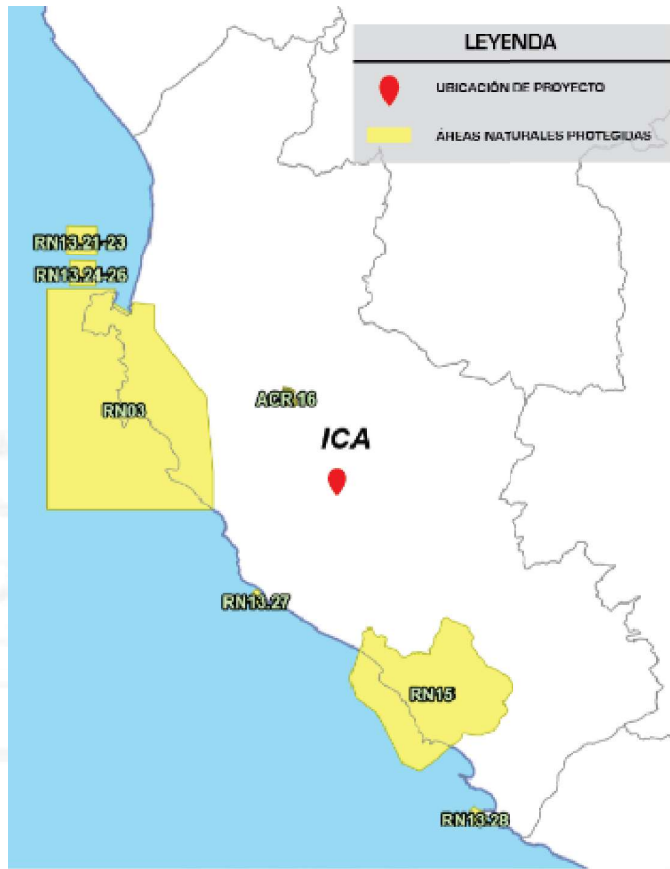 LEYENDA
UBICACIÓN DE PROYECTO
ÁREAS NATURALES PROTEGIDAS
RN13.21-23
RN13.24-26
RN03
ACR 16
ICA
RN13.27
RN15
RN13.28